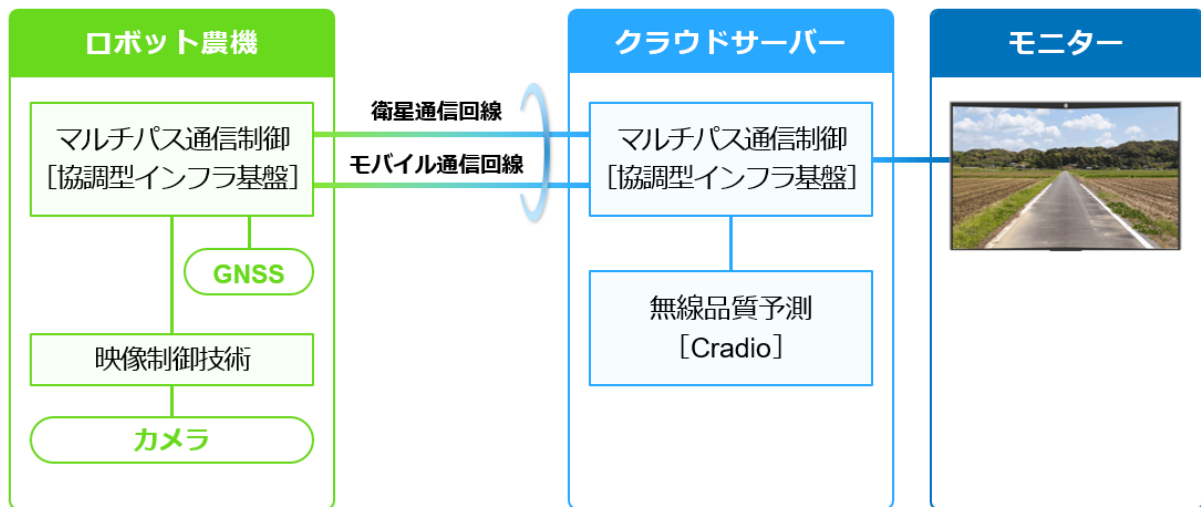 ロボット農機
マルチパス通信制御
［協調型インフラ基盤］
GNSS
映像制御技術
カメラ
衛星通信回線
モバイル通信回線
クラウドサーバー
マルチパス通信制御
［協調型インフラ基盤］
無線品質予測
［Cradio］
モニター